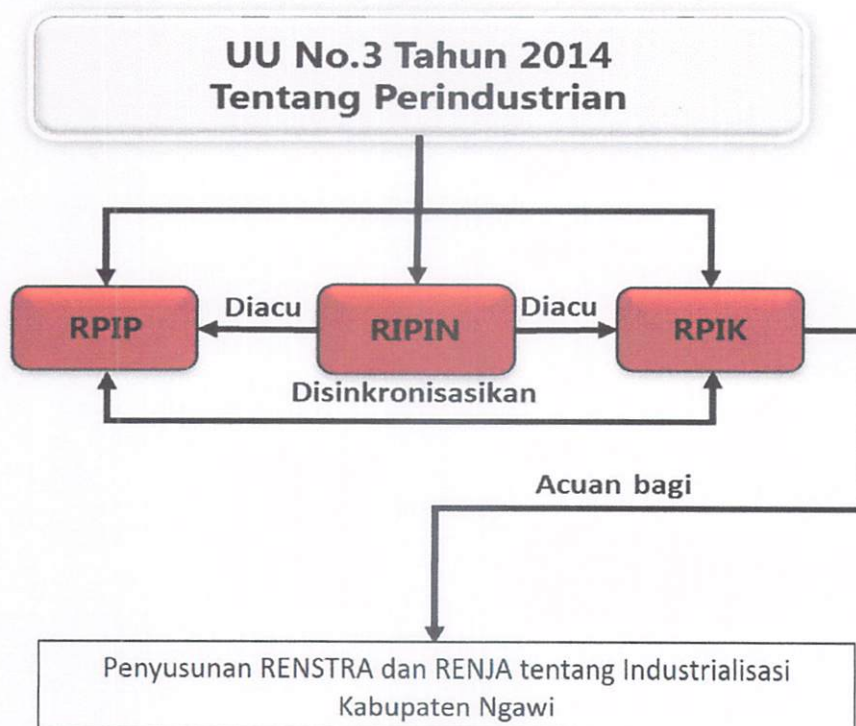 UU No.3 Tahun 2014
Tentang Perindustrian
RPIP
Diacu
RIPIN
Diacu
RPIK
Disinkronisasikan
Acuan bagi
Penyusunan RENSTRA dan RENJA tentang Industrialisasi
Kabupaten Ngawi